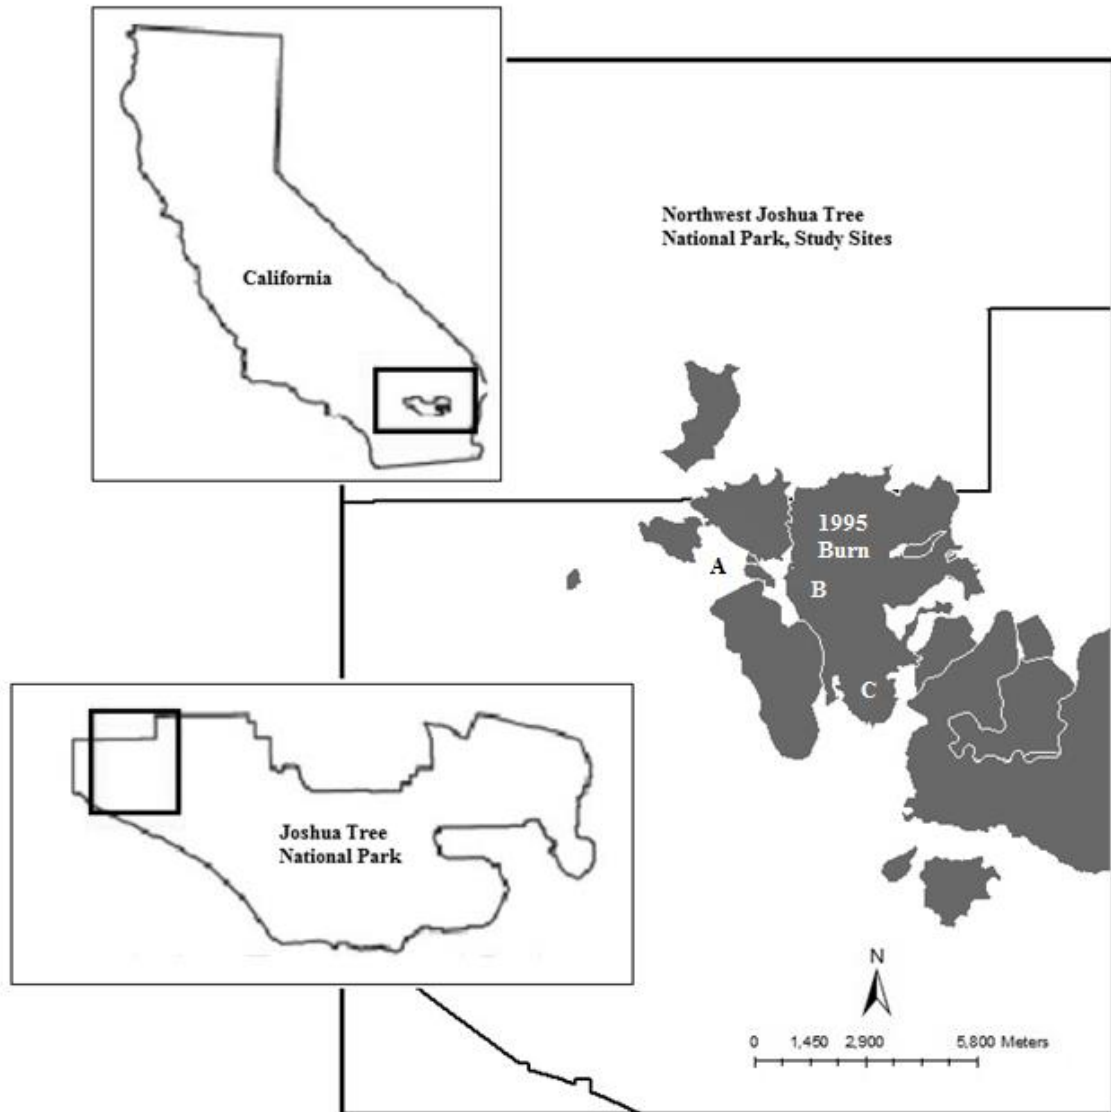 California
Northwest Joshua Tree
National Park, Study Sites
1995
Burn
A
B
C
Joshua Tree
National Park
N
0 1,450 2,900 5,800 Meters